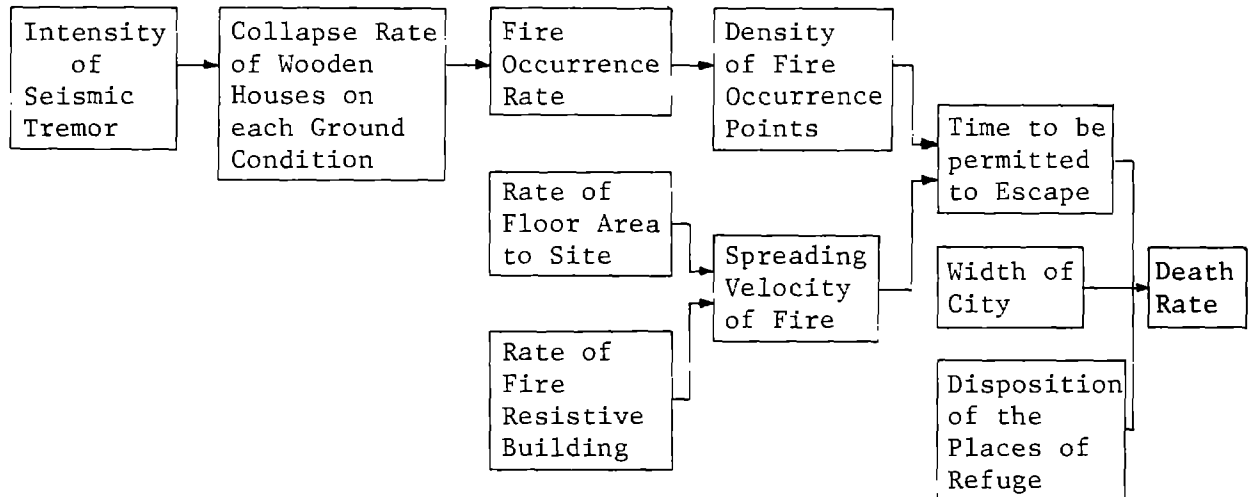 Intensity
of
Seismic
Tremor
Collapse Rate
of Wooden
Houses on
each Ground
Condition
Fire
Occurrence
Rate
Density
of Fire
Occurrence
Points
Time to be
permitted
to Escape
Rate of
Floor Area
to Site
Spreading
Velocity
of Fire
Width of
City
Death
Rate
Rate of
Fire
Resistive
Building
Disposition
of the
Places of
Refuge